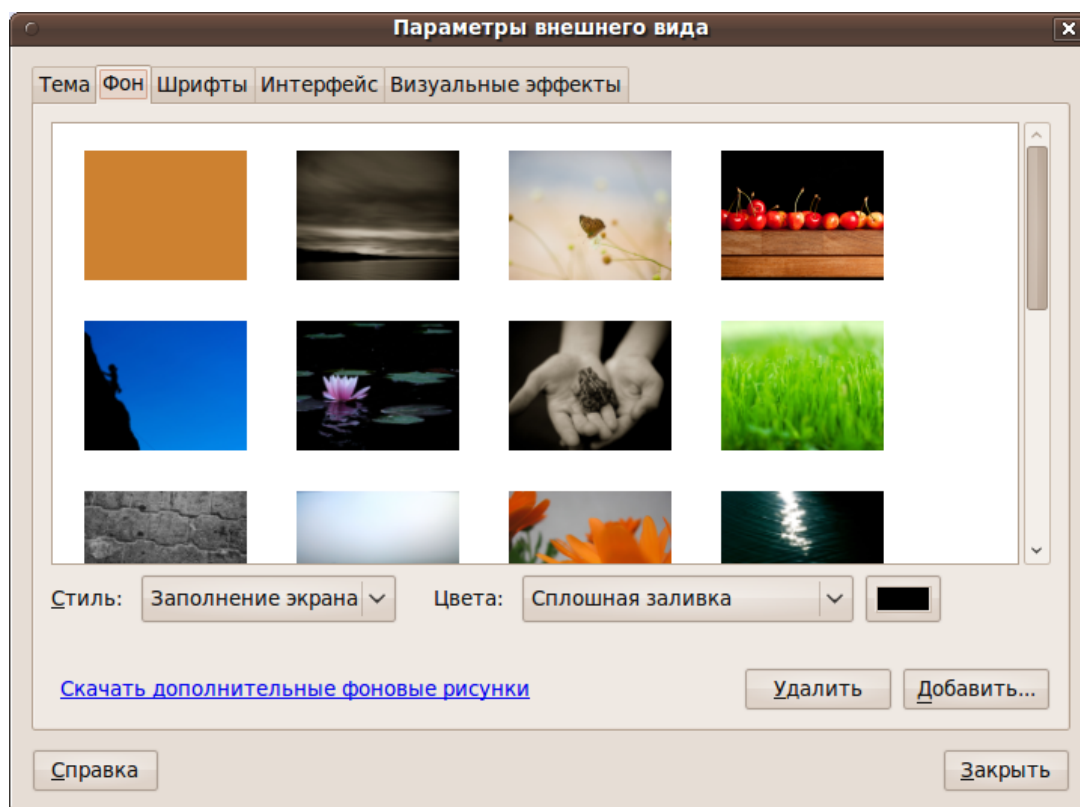 Параметры внешнего вида
Тема Фон Шрифты Интерфейс Визуальные эффекты
Стиль: Заполнение экрана Цвета: Сплошная заливка
Скачать дополнительные фоновые рисунки Удалить Добавить...
Справка Закрыть